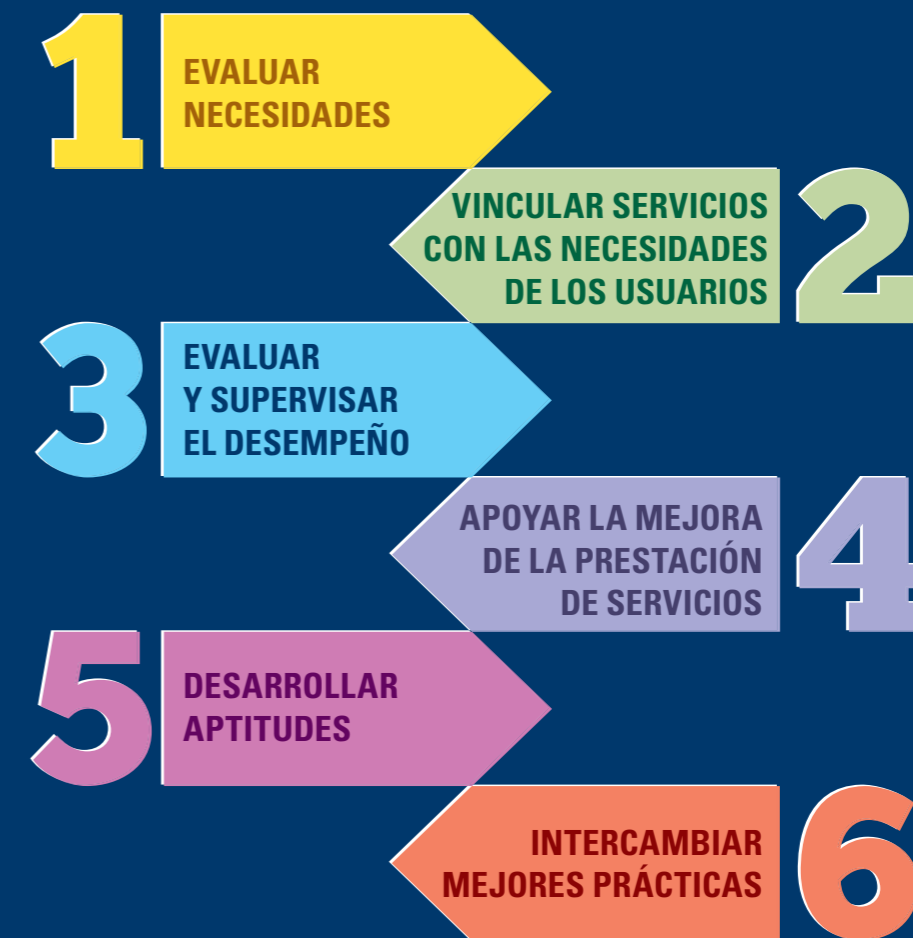 1
EVALUAR
NECESIDADES
VINCULAR SERVICIOS
CON LAS NECESIDADES
DE LOS USUARIOS
2
3
EVALUAR
Y SUPERVISAR
EL DESEMPEÑO
APOYAR LA MEJORA
DE LA PRESTACIÓN
DE SERVICIOS
4
5
DESARROLLAR
APTITUDES
INTERCAMBIAR
MEJORES PRÁCTICAS
6